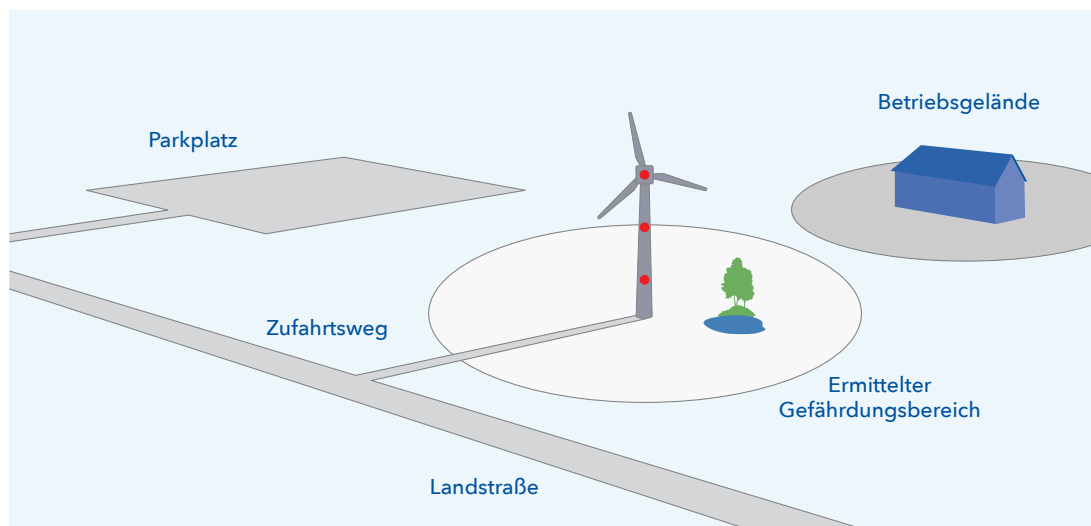 Betriebsgelände
Parkplatz
Zufahrtsweg
Ermittelter
Gefährdungsbereich
Landstraße